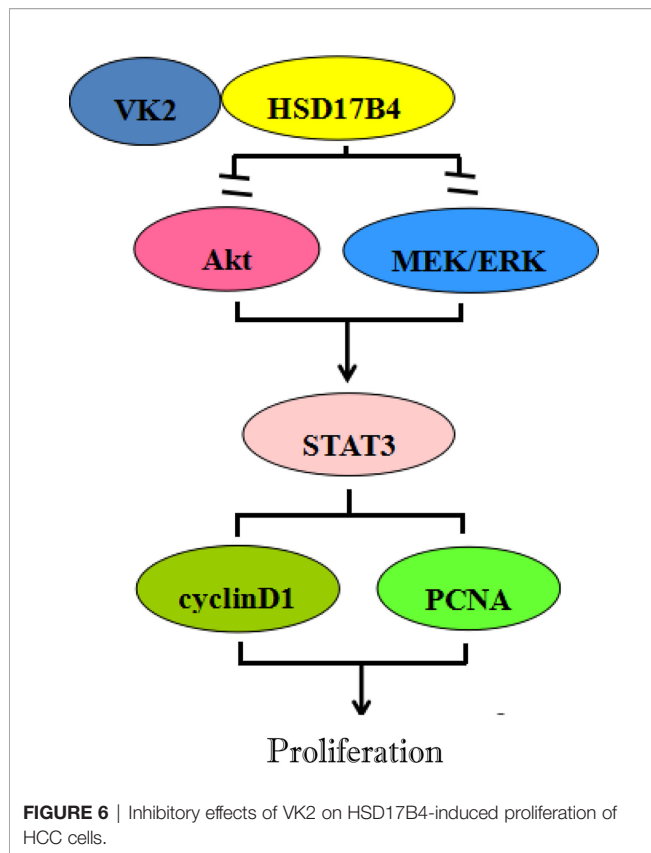 VK2 HSD17B4
Akt MEK/ERK
STAT3
cyclinD1 PCNA
Proliferation
FIGURE 6 | Inhibitory effects of VK2 on HSD17B4-induced proliferation of
HCC cells.